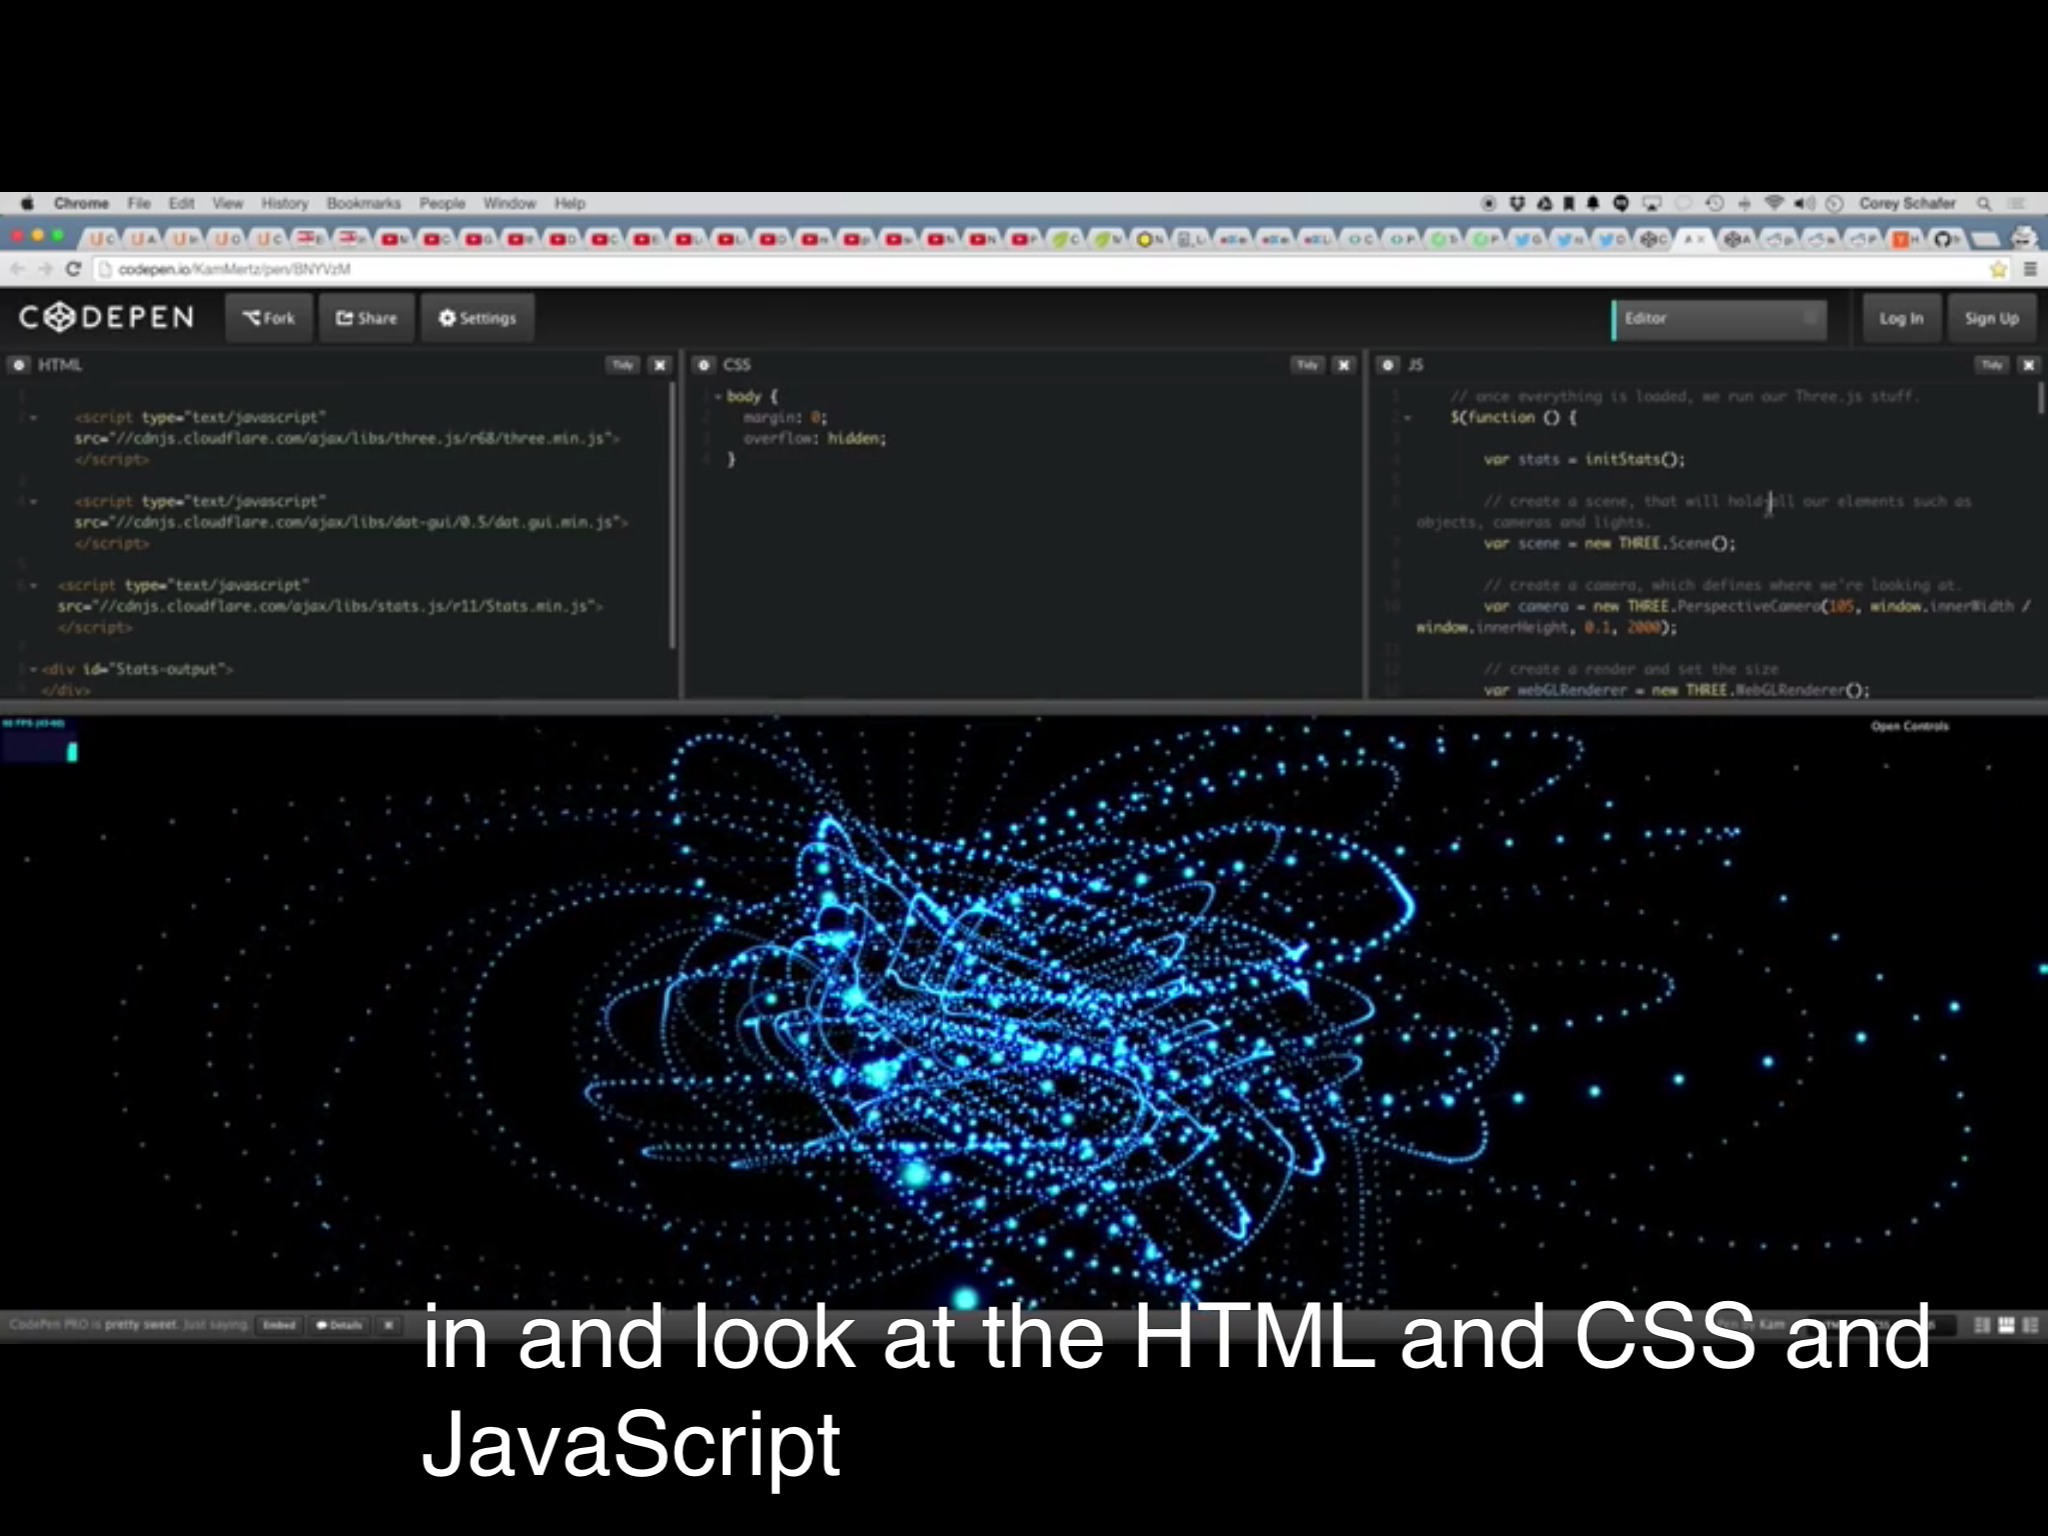 Chrome File Edit View History Bookmarks People Window Help Corey Schafer
codepen.io/KamMertz/pen/BNYVzM
CODEPEN Fork Share Settings Editor Log In Sign Up
HTML Tidy
<script type="text/javascript"
src="//cdnjs.cloudflare.com/ajax/libs/three.js/r68/three.min.js">
</script>
<script type="text/javascript"
src="//cdnjs.cloudflare.com/ajax/libs/dat-gui/0.5/dat.gui.min.js">
</script>
<script type="text/javascript"
src="//cdnjs.cloudflare.com/ajax/libs/stats.js/r11/Stats.min.js">
</script>
<div id="Stats-output">
</div>
CSS Tidy
body {
margin: 0;
overflow: hidden;
}
JS Tidy
// once everything is loaded, we run our Three.js stuff.
$(function () {
var stats = initStats();
// create a scene, that will hold all our elements such as
objects, cameras and lights.
var scene = new THREE.Scene();
// create a camera, which defines where we're looking at.
var camera = new THREE.PerspectiveCamera(105, window.innerWidth /
window.innerHeight, 0.1, 2000);
// create a render and set the size
var webGLRenderer = new THREE.WebGLRenderer();
Open Controls
CodePen PRO is pretty sweet. Just saying. Embed Details
in and look at the HTML and CSS and
JavaScript